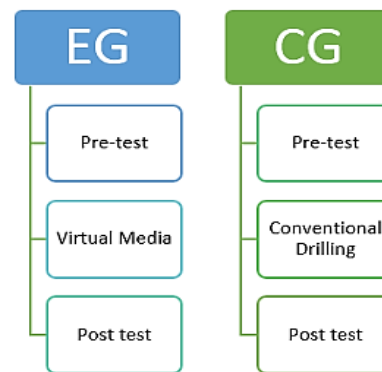 EG
Pre-test
Virtual Media
Post test
CG
Pre-test
Conventional
Drilling
Post test